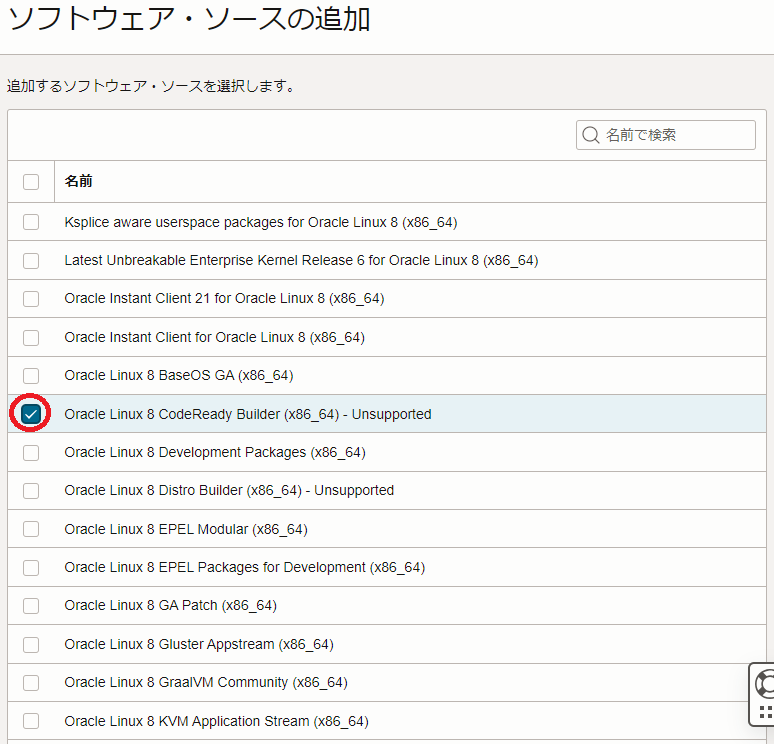 ソフトウェア・ソースの追加
追加するソフトウェア・ソースを選択します。
名前で検索
名前
Ksplice aware userspace packages for Oracle Linux 8 (x86_64)
Latest Unbreakable Enterprise Kernel Release 6 for Oracle Linux 8 (x86_64)
Oracle Instant Client 21 for Oracle Linux 8 (x86_64)
Oracle Instant Client for Oracle Linux 8 (x86_64)
Oracle Linux 8 BaseOS GA (x86_64)
Oracle Linux 8 CodeReady Builder (x86_64) - Unsupported
Oracle Linux 8 Development Packages (x86_64)
Oracle Linux 8 Distro Builder (x86_64) - Unsupported
Oracle Linux 8 EPEL Modular (x86_64)
Oracle Linux 8 EPEL Packages for Development (x86_64)
Oracle Linux 8 GA Patch (x86_64)
Oracle Linux 8 Gluster Appstream (x86_64)
Oracle Linux 8 GraalVM Community (x86_64)
Oracle Linux 8 KVM Application Stream (x86_64)